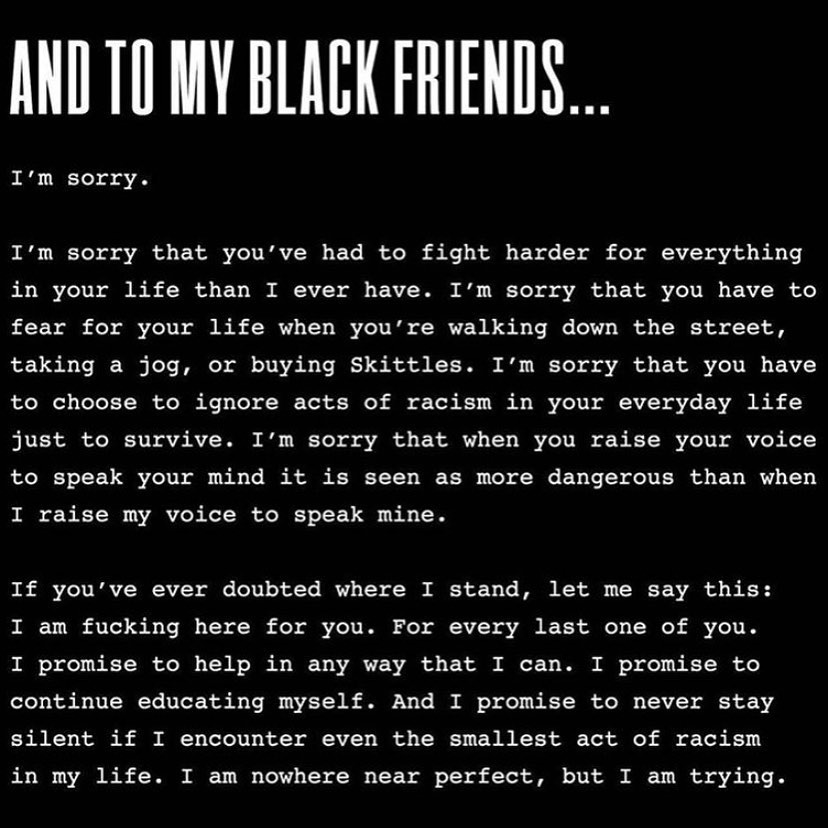 AND TO MY BLACK FRIENDS...
I’m sorry.
I’m sorry that you’ve had to fight harder for everything
in your life than I ever have. I’m sorry that you have to
fear for your life when you’re walking down the street,
taking a jog, or buying Skittles. I’m sorry that you have
to choose to ignore acts of racism in your everyday life
just to survive. I’m sorry that when you raise your voice
to speak your mind it is seen as more dangerous than when
I raise my voice to speak mine.
If you’ve ever doubted where I stand, let me say this:
I am fucking here for you. For every last one of you.
I promise to help in any way that I can. I promise to
continue educating myself. And I promise to never stay
silent if I encounter even the smallest act of racism
in my life. I am nowhere near perfect, but I am trying.